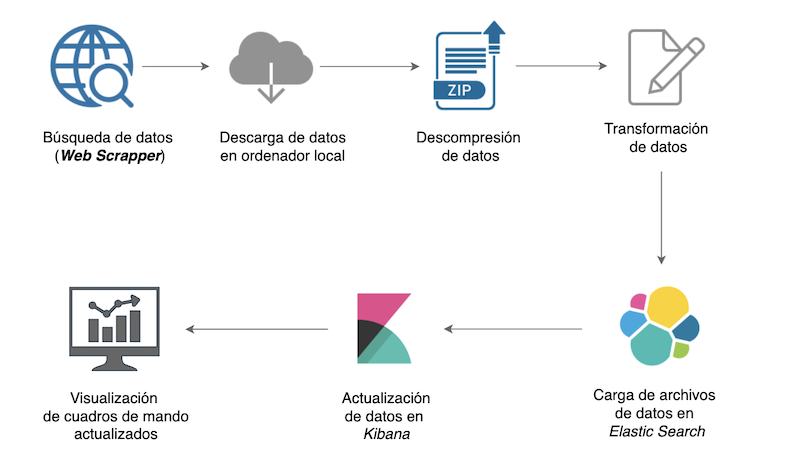 Búsqueda de datos
(Web Scrapper)
Descarga de datos
en ordenador local
ZIP
Descompresión
de datos
Transformación
de datos
Visualización
de cuadros de mando
actualizados
Actualización
de datos en
Kibana
Carga de archivos
de datos en
Elastic Search